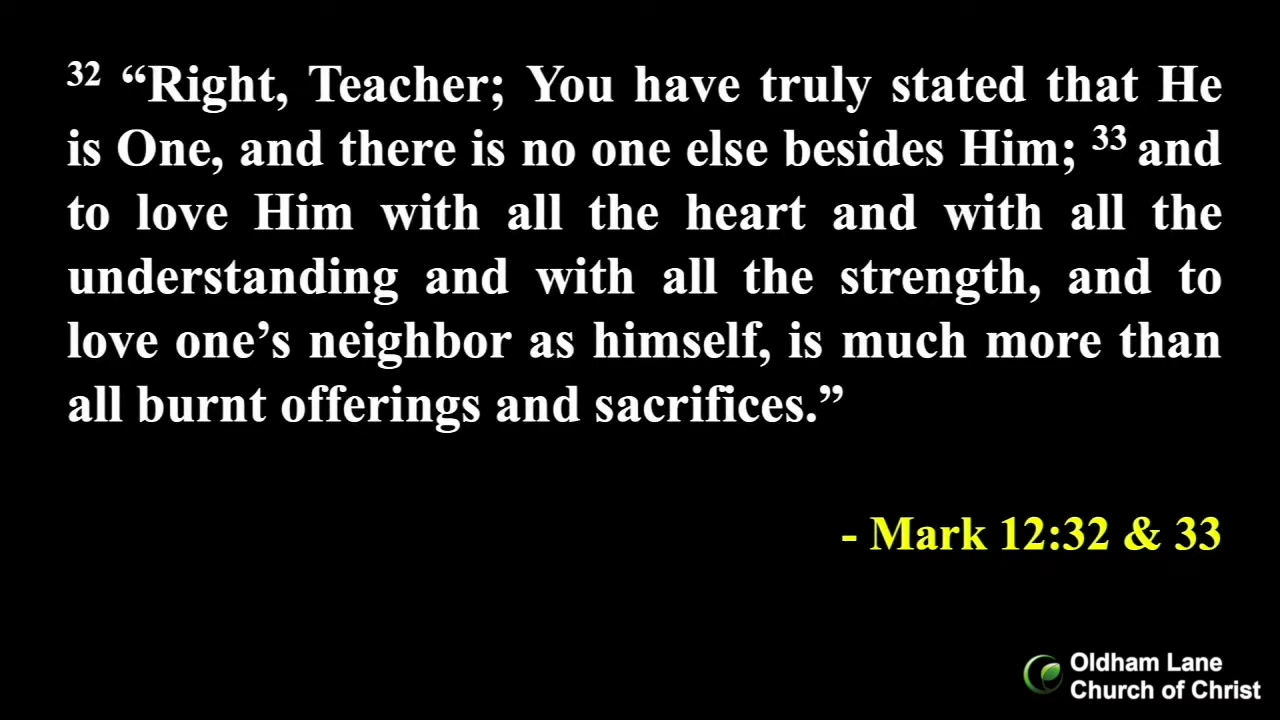 32 “Right, Teacher; You have truly stated that He
is One, and there is no one else besides Him; 33 and
to love Him with all the heart and with all the
understanding and with all the strength, and to
love one’s neighbor as himself, is much more than
all burnt offerings and sacrifices.”
- Mark 12:32 & 33
Oldham Lane
Church of Christ